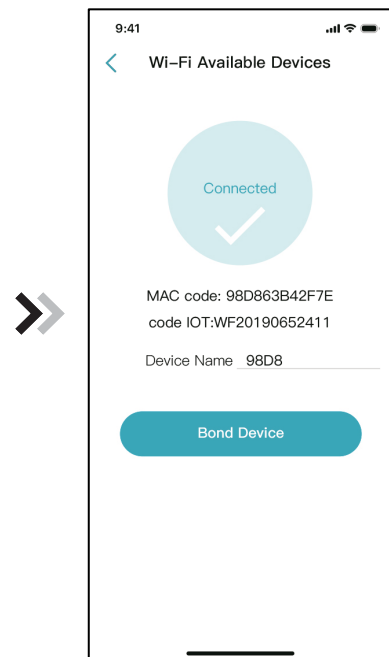 9:41
Wi-Fi Available Devices
Connected
MAC code: 98D863B42F7E
code IOT:WF20190652411
Device Name 98D8
Bond Device